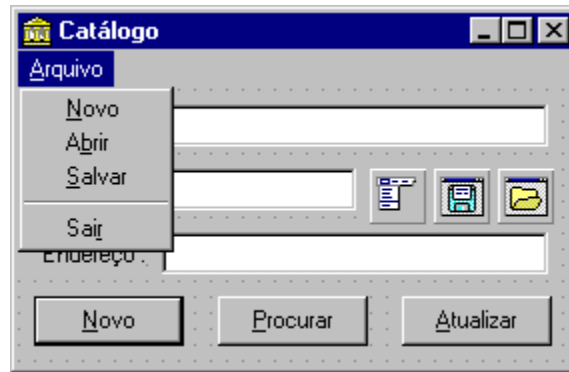 Catálogo
Arquivo
Novo
Abrir
Salvar
Sair
Endereço :
Novo Procurar Atualizar